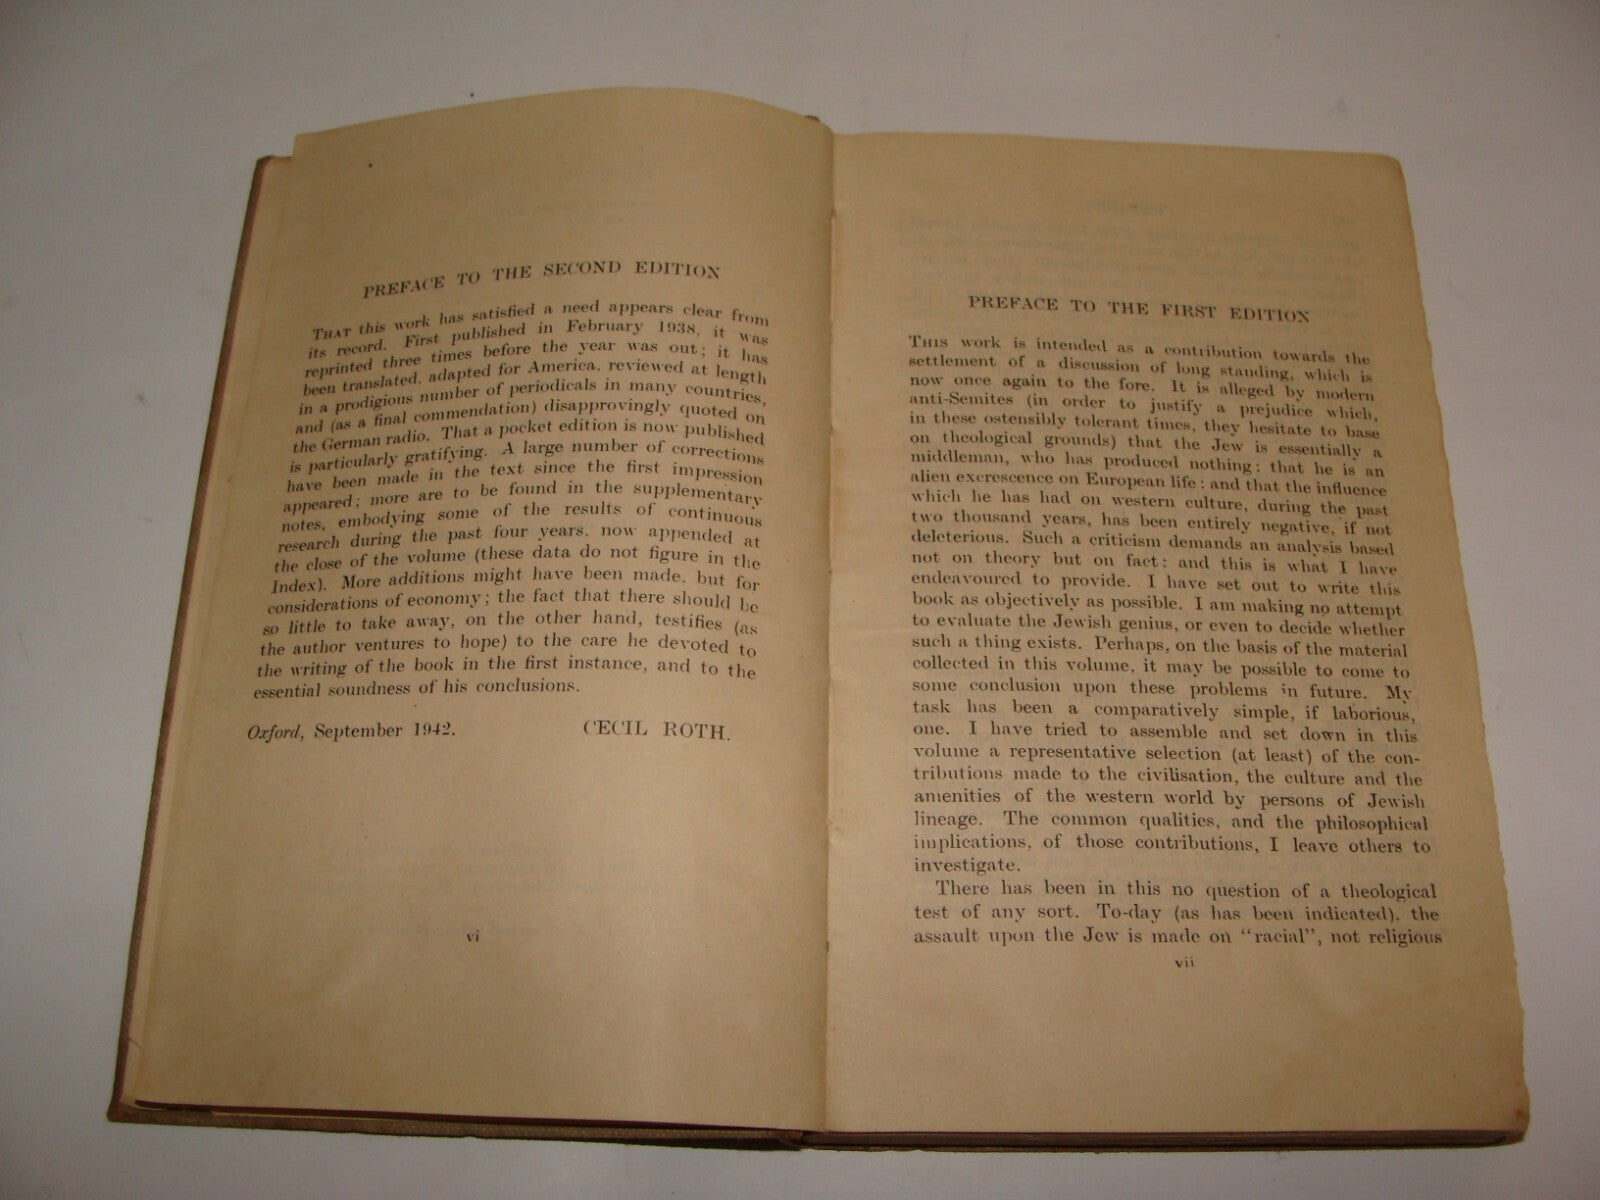 PREFACE TO THE SECOND EDITION
THAT this work has satisfied a need appears clear from
its record. First published in February 1938, it was
reprinted three times before the year was out; it has
been translated, adapted for America, reviewed at length
in a prodigious number of periodicals in many countries,
and (as a final commendation) disapprovingly quoted on
the German radio. That a pocket edition is now published
is particularly gratifying. A large number of corrections
have been made in the text since the first impression
appeared; more are to be found in the supplementary
notes, embodying some of the results of continuous
research during the past four years, now appended at
the close of the volume (these data do not figure in the
Index). More additions might have been made, but for
considerations of economy; the fact that there should be
so little to take away, on the other hand, testifies (as
the author ventures to hope) to the care he devoted to
the writing of the book in the first instance, and to the
essential soundness of his conclusions.
Oxford, September 1942. CECIL ROTH.
vi
PREFACE TO THE FIRST EDITION
THIS work is intended as a contribution towards the
settlement of a discussion of long standing, which is
now once again to the fore. It is alleged by modern
anti-Semites (in order to justify a prejudice which,
in these ostensibly tolerant times, they hesitate to base
on theological grounds) that the Jew is essentially a
middleman, who has produced nothing: that he is an
alien excrescence on European life: and that the influence
which he has had on western culture, during the past
two thousand years, has been entirely negative, if not
deleterious. Such a criticism demands an analysis based
not on theory but on fact: and this is what I have
endeavoured to provide. I have set out to write this
book as objectively as possible. I am making no attempt
to evaluate the Jewish genius, or even to decide whether
such a thing exists. Perhaps, on the basis of the material
collected in this volume, it may be possible to come to
some conclusion upon these problems in future. My
task has been a comparatively simple, if laborious,
one. I have tried to assemble and set down in this
volume a representative selection (at least) of the con-
tributions made to the civilisation, the culture and the
amenities of the western world by persons of Jewish
lineage. The common qualities, and the philosophical
implications, of those contributions, I leave others to
investigate.
There has been in this no question of a theological
test of any sort. To-day (as has been indicated), the
assault upon the Jew is made on "racial", not religious
vii